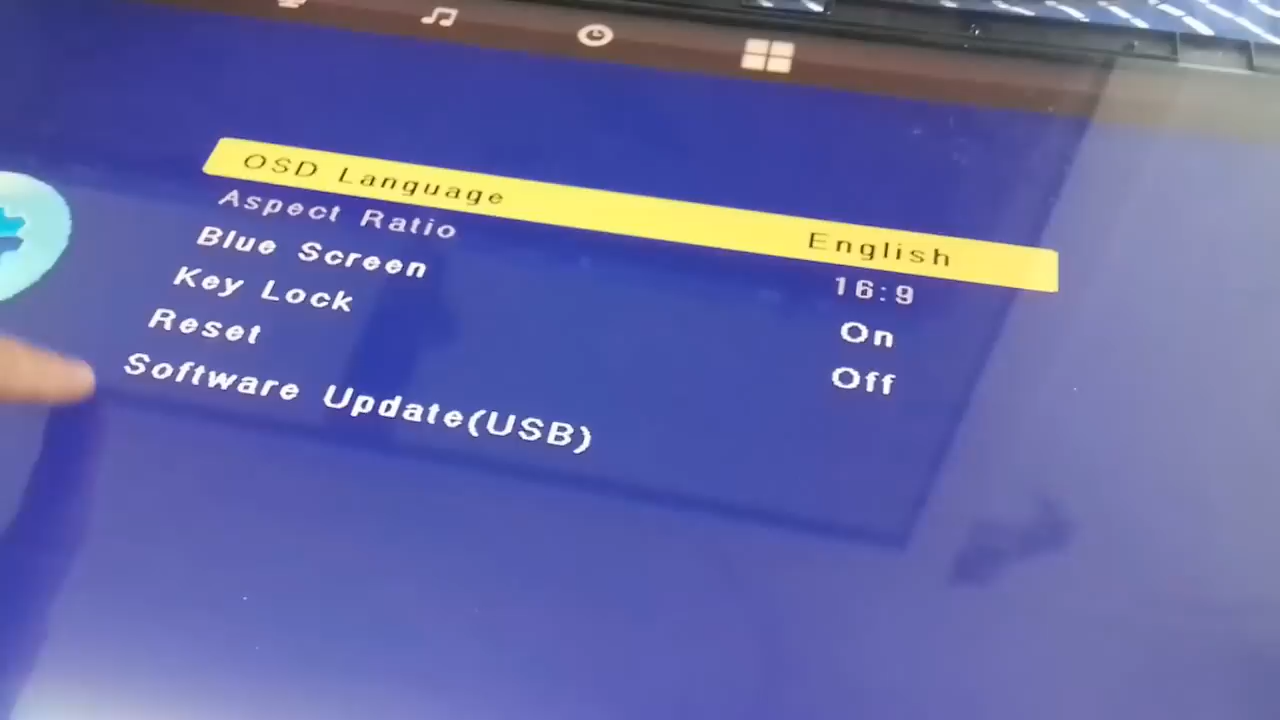 OSD Language English
Aspect Ratio 16:9
Blue Screen On
Key Lock Off
Reset
Software Update(USB)